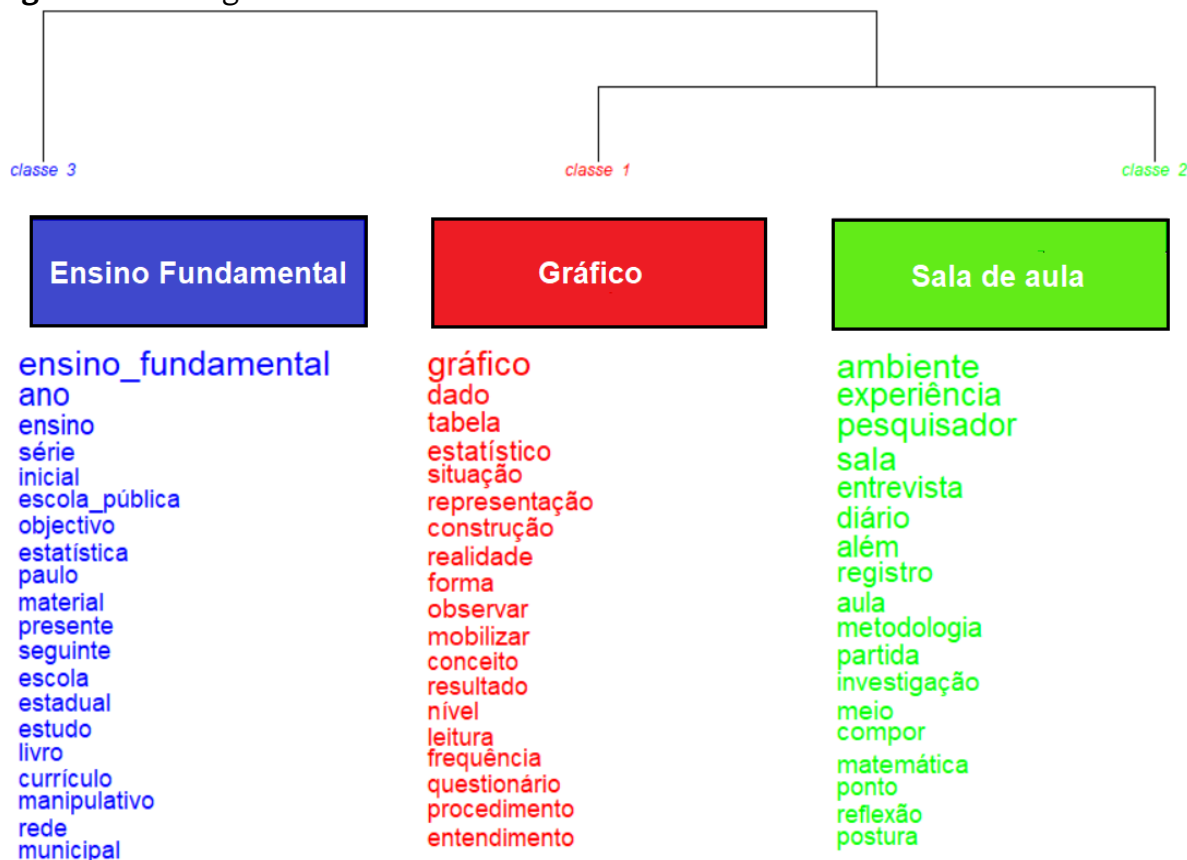 classe 3
classe 1
classe 2
Ensino Fundamental
Gráfico
Sala de aula
ensino_fundamental
ano
ensino
série
inicial
escola_pública
objectivo
estatística
paulo
material
presente
seguinte
escola
estadual
estudo
livro
currículo
manipulativo
rede
municipal
gráfico
dado
tabela
estatístico
situação
representação
construção
realidade
forma
observar
mobilizar
conceito
resultado
nível
leitura
frequência
questionário
procedimento
entendimento
ambiente
experiência
pesquisador
sala
entrevista
diário
além
registro
aula
metodologia
partida
investigação
meio
compor
matemática
ponto
reflexão
postura